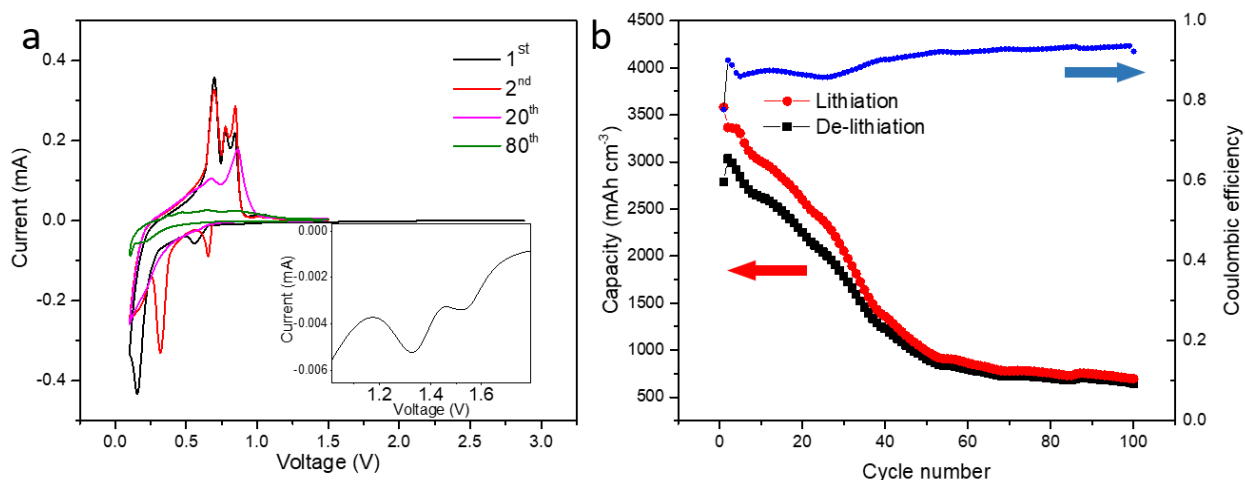 a
0.4
0.2
0.0
-0.2
-0.4
Current (mA)
1st
2nd
20th
80th
0.000
-0.002
-0.004
-0.006
Current (mA)
1.2 1.4 1.6
Voltage (V)
0.0 0.5 1.0 1.5 2.0 2.5 3.0
Voltage (V)
b
4500
4000
3500
3000
2500
2000
1500
1000
500
Capacity (mAh cm-3)
Lithiation
De-lithiation
1.0
0.8
0.6
0.4
0.2
0.0
Coulombic efficiency
0 20 40 60 80 100
Cycle number